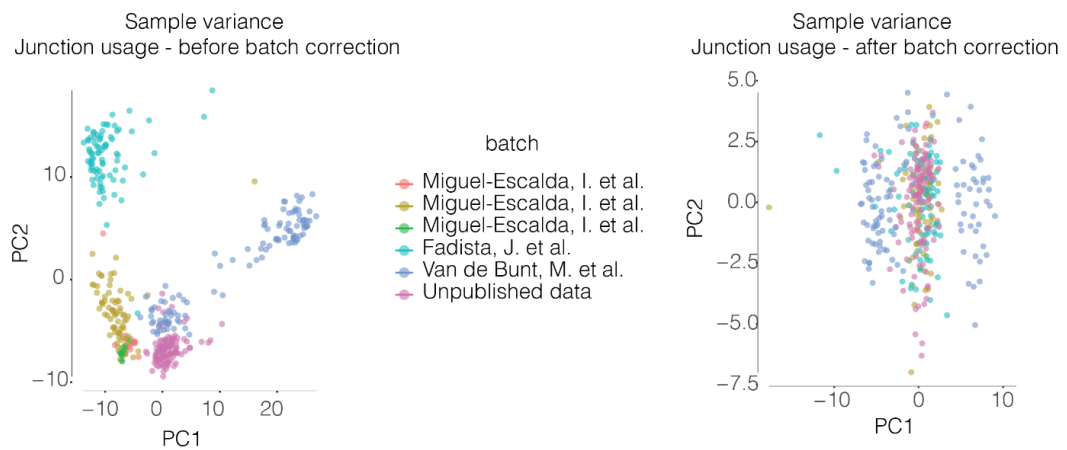 Sample variance
Junction usage - before batch correction
10
0
−10
PC2
−10 0 10 20
PC1
batch
Miguel-Escalda, I. et al.
Miguel-Escalda, I. et al.
Miguel-Escalda, I. et al.
Fadista, J. et al.
Van de Bunt, M. et al.
Unpublished data
Sample variance
Junction usage - after batch correction
5.0
2.5
0.0
−2.5
−5.0
−7.5
PC2
−10 0 10
PC1